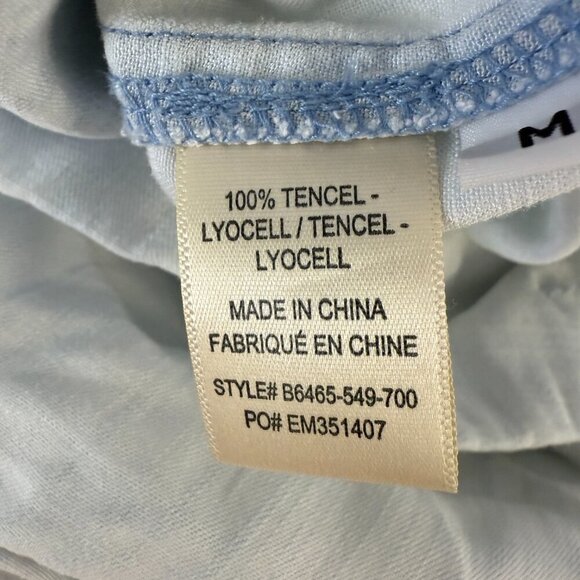 M
100% TENCEL -
LYOCELL / TENCEL -
LYOCELL
MADE IN CHINA
FABRIQUÉ EN CHINE
STYLE# B6465-549-700
PO# EM351407